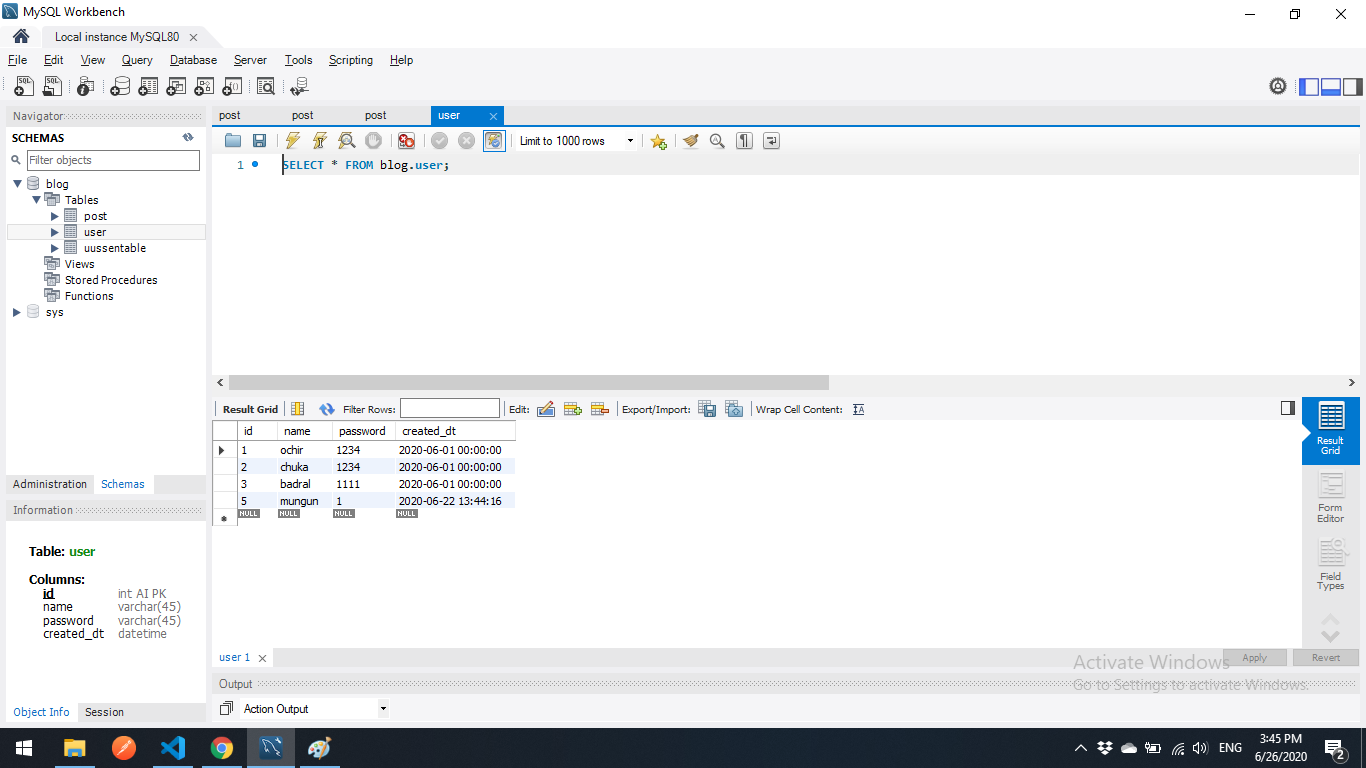 MySQL Workbench
Local instance MySQL80
File Edit View Query Database Server Tools Scripting Help
Navigator
SCHEMAS
Filter objects
blog
Tables
post
user
uussentable
Views
Stored Procedures
Functions
sys
Administration Schemas
Information
Table: user
Columns:
id int AI PK
name varchar(45)
password varchar(45)
created_dt datetime
Object Info Session
post post post user
Limit to 1000 rows
1 SELECT * FROM blog.user;
Result Grid Filter Rows: Edit: Export/Import: Wrap Cell Content:
id name password created_dt
1 ochir 1234 2020-06-01 00:00:00
2 chuka 1234 2020-06-01 00:00:00
3 badral 1111 2020-06-01 00:00:00
5 mungun 1 2020-06-22 13:44:16
NULL NULL NULL NULL
Result
Grid
Form
Editor
Field
Types
user 1
Apply Revert
Activate Windows
Go to Settings to activate Windows.
Output
Action Output
ENG
3:45 PM
6/26/2020
2